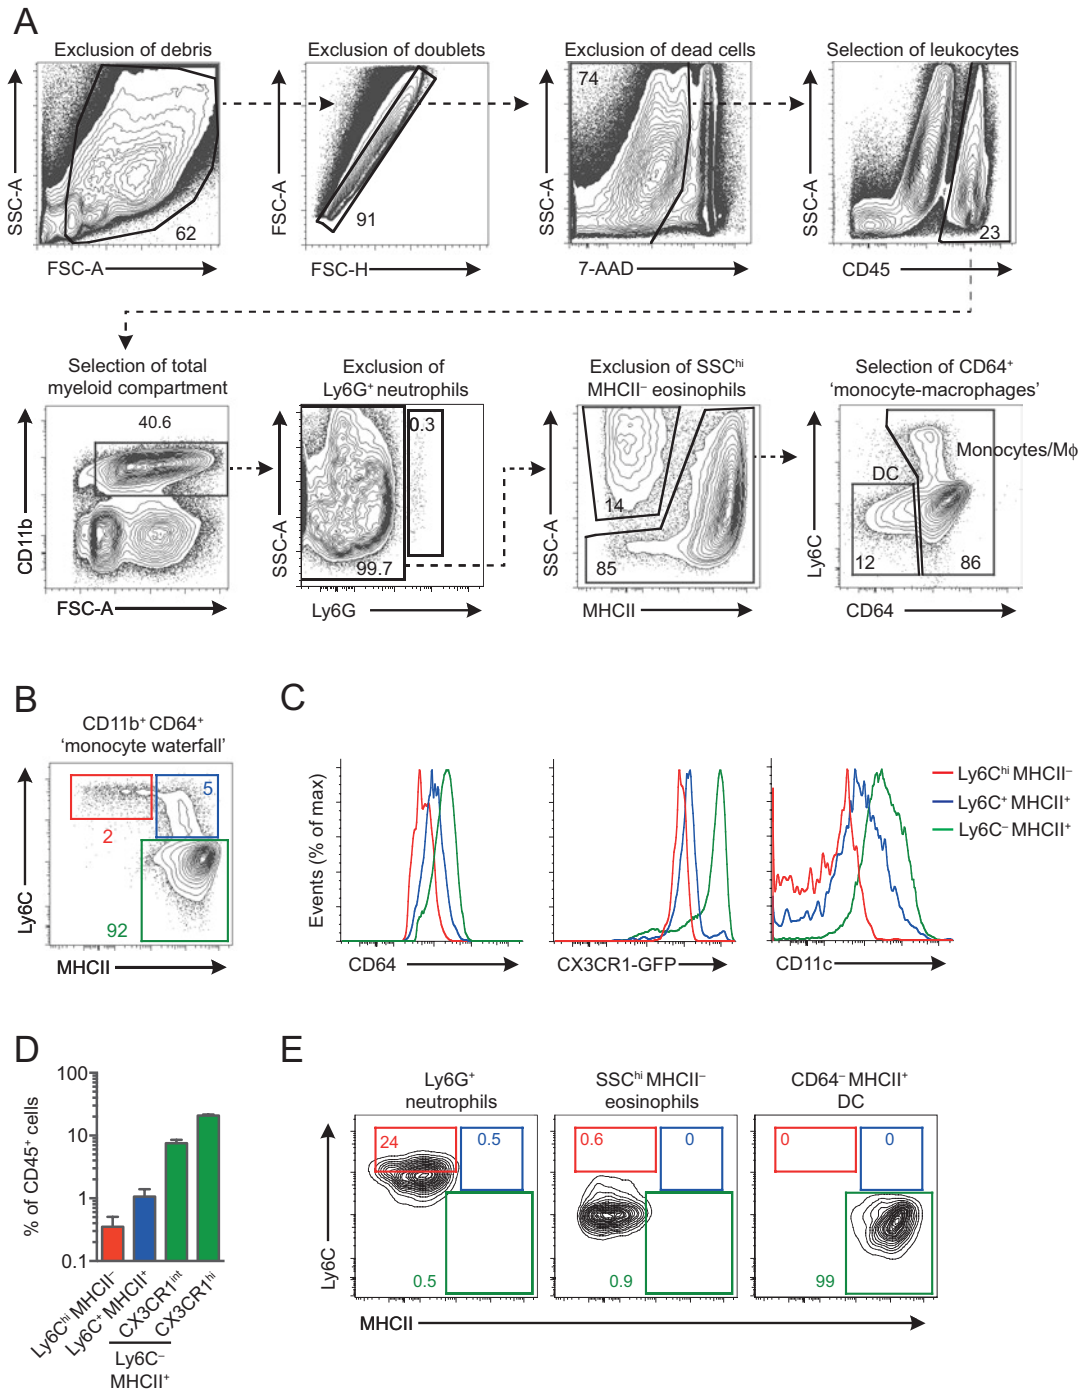 A
Exclusion of debris
Exclusion of doublets
Exclusion of dead cells
Selection of leukocytes
SSC-A
62
FSC-A
FSC-A
91
FSC-H
SSC-A
74
7-AAD
SSC-A
23
CD45
Selection of total
myeloid compartment
Exclusion of
Ly6G⁺ neutrophils
Exclusion of SSCʰⁱ
MHCII⁻ eosinophils
Selection of CD64⁺
‘monocyte-macrophages’
CD11b
40.6
FSC-A
SSC-A
0.3
99.7
Ly6G
SSC-A
14
85
MHCII
Ly6C
Monocytes/Mϕ
DC
12
86
CD64
B
CD11b⁺ CD64⁺
‘monocyte waterfall’
Ly6C
5
2
92
MHCII
C
Events (% of max)
CD64
CX3CR1-GFP
CD11c
Ly6Cʰⁱ MHCII⁻
Ly6C⁺ MHCII⁺
Ly6C⁻ MHCII⁺
D
% of CD45⁺ cells
100
10
1
0.1
Ly6Cʰⁱ MHCII⁻
Ly6C⁺ MHCII⁺
CX3CR1ⁱⁿᵗ
CX3CR1ʰⁱ
Ly6C⁻
MHCII⁺
E
Ly6G⁺
neutrophils
SSCʰⁱ MHCII⁻
eosinophils
CD64⁻ MHCII⁺
DC
Ly6C
24
0.5
0.5
0.6
0
0.9
0
0
99
MHCII